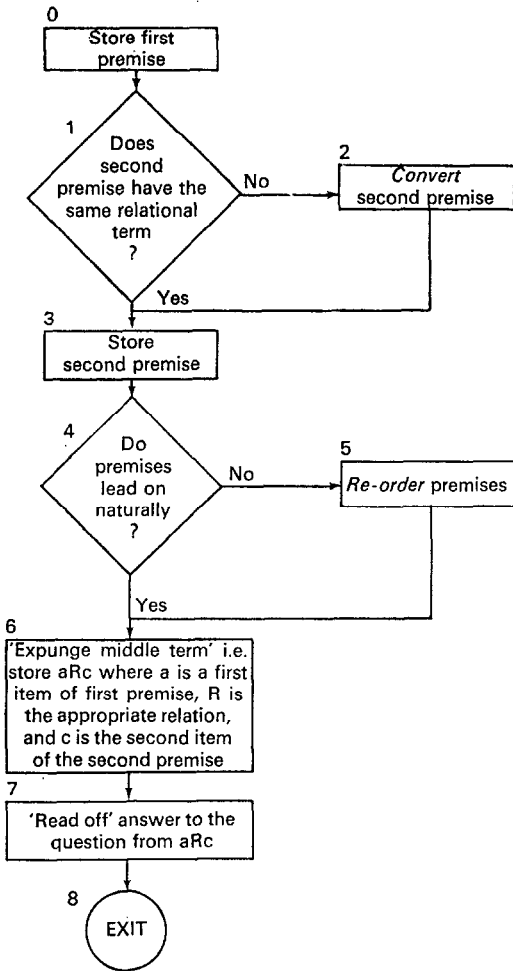 0
Store first
premise
1
Does
second
premise have the
same relational
term
?
No
2
Convert
second premise
Yes
3
Store
second premise
4
Do
premises
lead on
naturally
?
No
5
Re-order premises
Yes
6
'Expunge middle term' i.e.
store aRc where a is a first
item of first premise, R is
the appropriate relation,
and c is the second item
of the second premise
7
'Read off' answer to the
question from aRc
8
EXIT